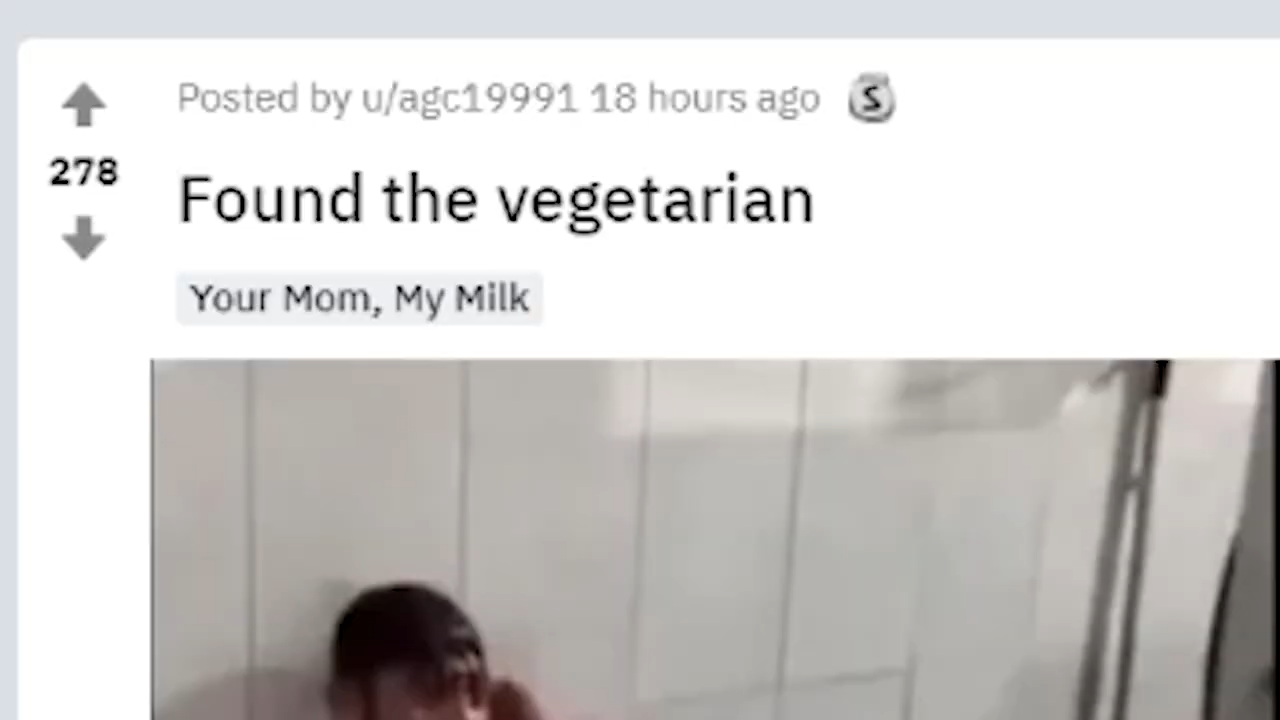 Posted by u/agc19991 18 hours ago S
278
Found the vegetarian
Your Mom, My Milk